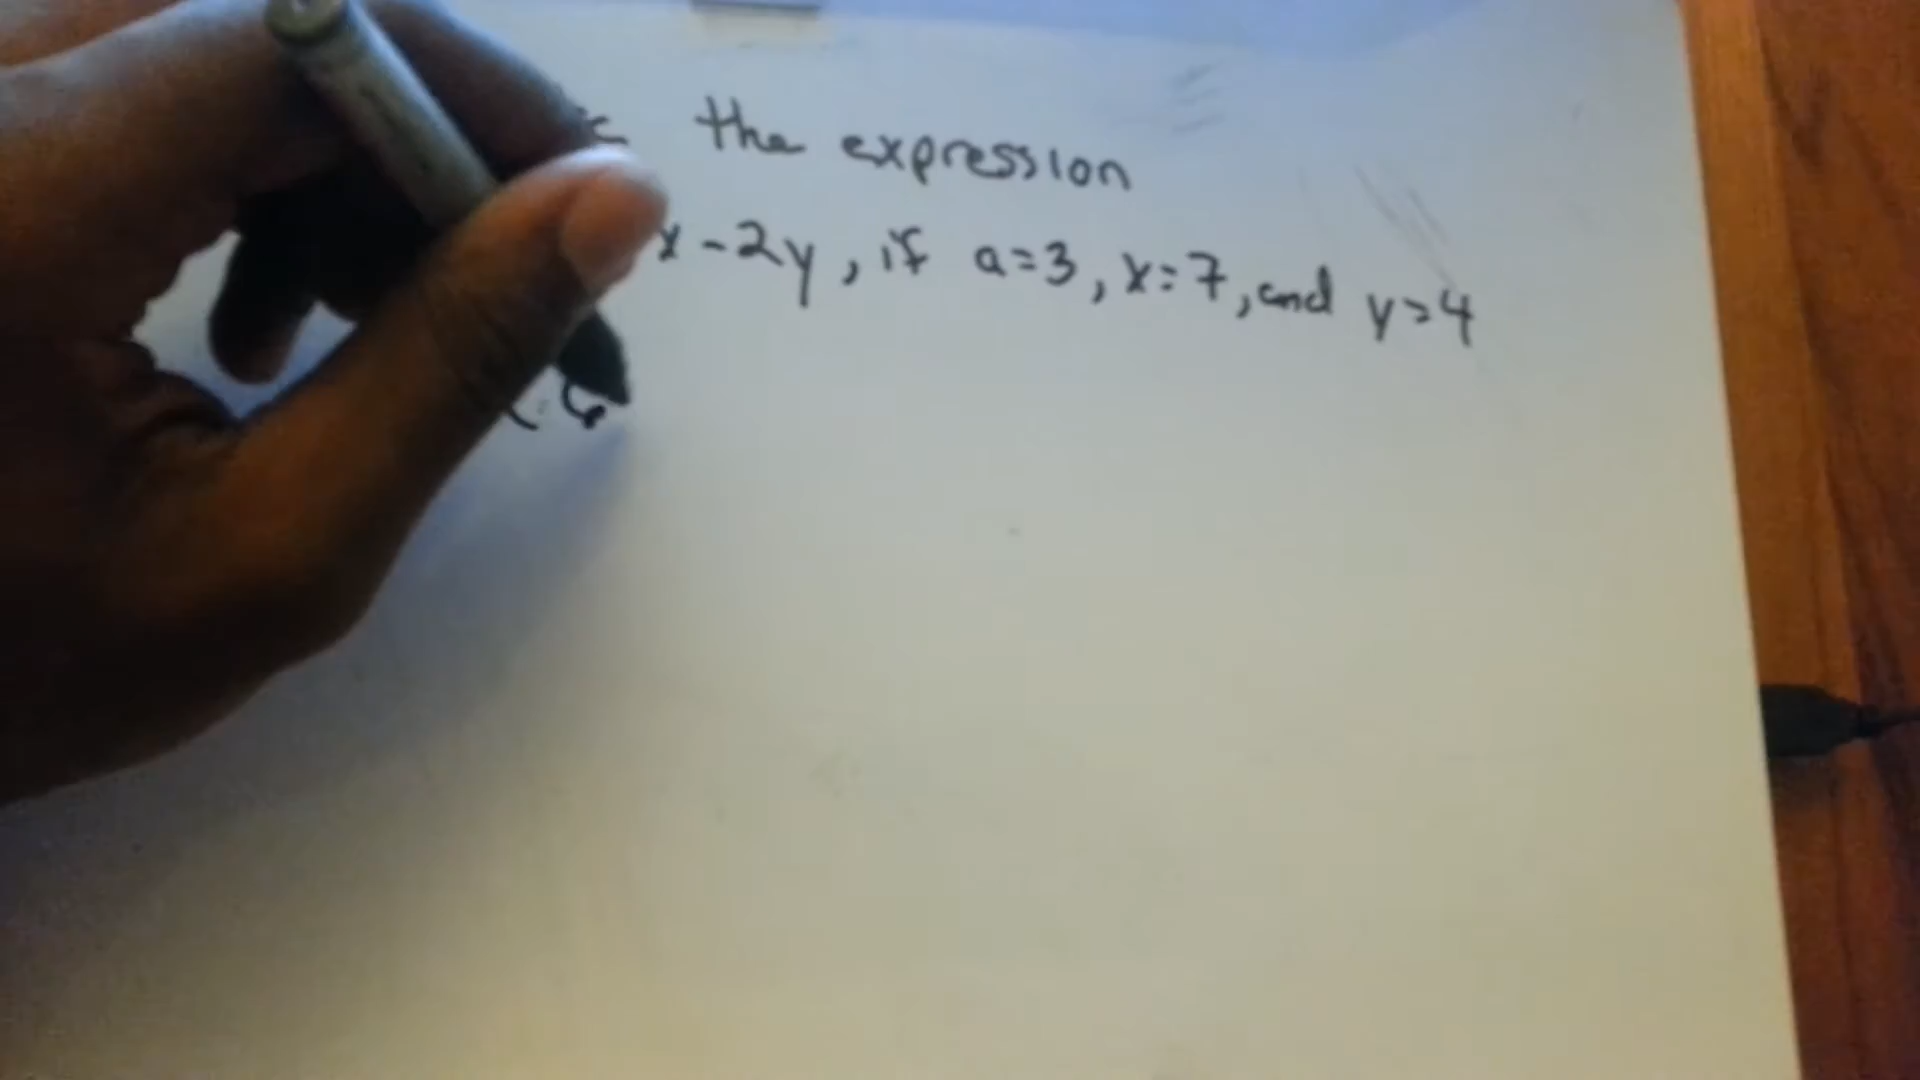 the expression
x - 2y, if a = 3, x = 7, and y = 4